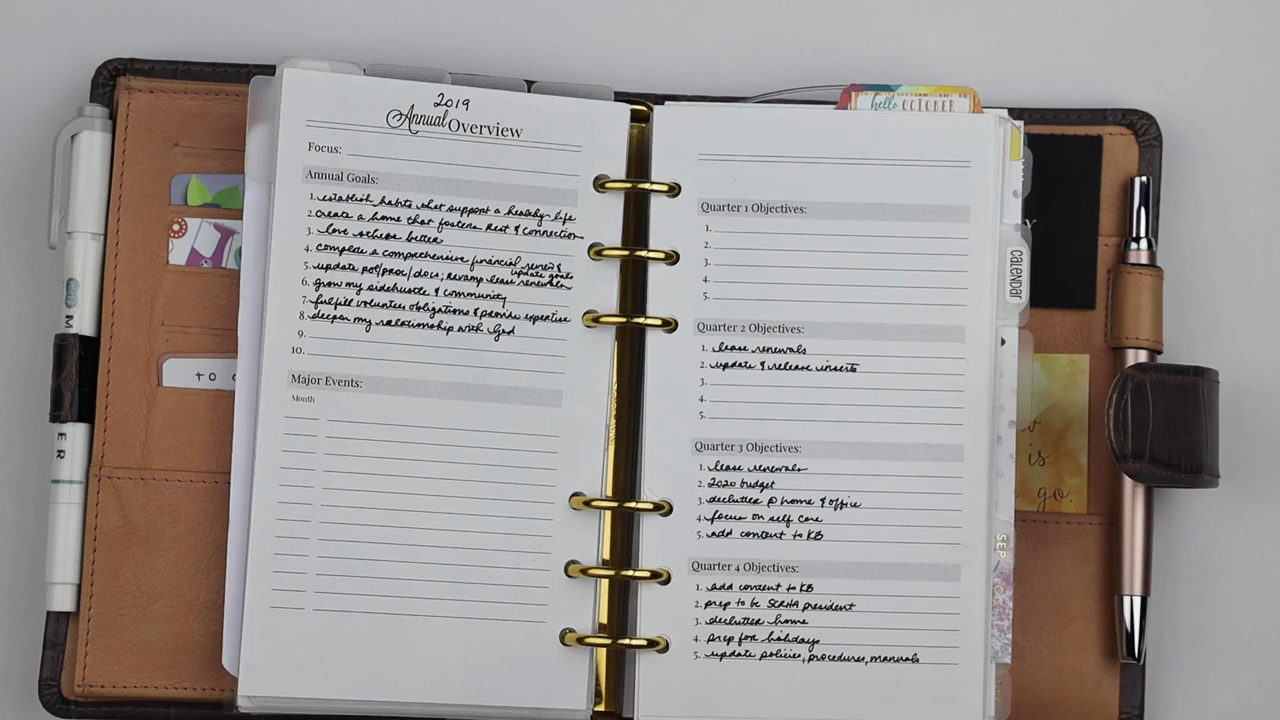 2019
Annual Overview
Focus:
Annual Goals:
1. establish habits that support a healthy life
2. create a home that fosters rest & connection
3. love others better
4. complete a comprehensive financial review &
update goals
5. update pol/proc/docs; revamp lease renewals
6. grow my sidehustle & community
7. fulfill volunteer obligations & provide expertise
8. deepen my relationship with God
9.
10.
Major Events:
Month
hello OCTOBER
Quarter 1 Objectives:
1.
2.
3.
4.
5.
Quarter 2 Objectives:
1. lease renewals
2. update & release inserts
3.
4.
5.
Quarter 3 Objectives:
1. lease renewals
2. 2020 budget
3. declutter @ home & office
4. focus on self care
5. add content to KB
Quarter 4 Objectives:
1. add content to KB
2. prep to be SCRHA president
3. declutter home
4. prep for holidays
5. update policies, procedures, manuals
CALENDAR
SEP
TO
M
ER
is
go.